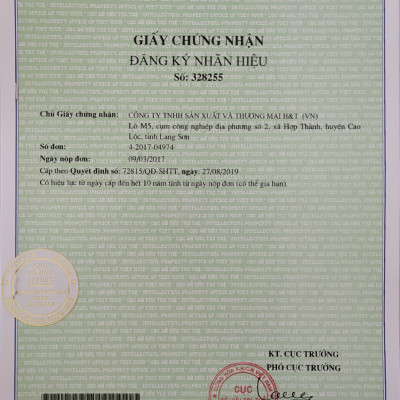 GIẤY CHỨNG NHẬN
ĐĂNG KÝ NHÃN HIỆU
Số: 328255
Chủ Giấy chứng nhận: CÔNG TY TNHH SẢN XUẤT VÀ THƯƠNG MẠI H&T (VN)
Lô M5, cụm công nghiệp địa phương số 2, xã Hợp Thành, huyện Cao
Lộc, tỉnh Lạng Sơn
Số đơn: 4-2017-04974
Ngày nộp đơn: 09/03/2017
Cấp theo Quyết định số: 72815/QĐ-SHTT, ngày: 27/08/2019
Có hiệu lực từ ngày cấp đến hết 10 năm tính từ ngày nộp đơn (có thể gia hạn).
KT. CỤC TRƯỞNG
PHÓ CỤC TRƯỞNG
CỤC